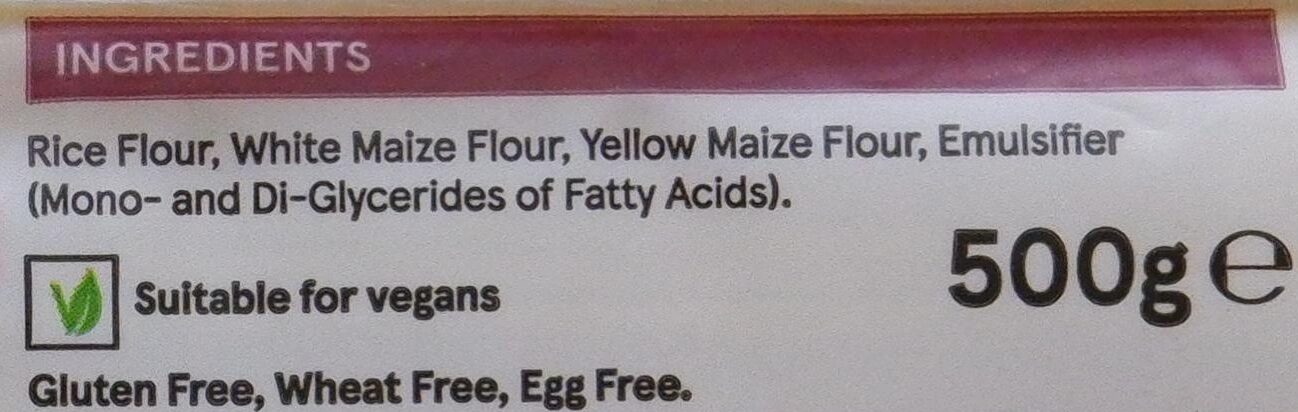 INGREDIENTS
Rice Flour, White Maize Flour, Yellow Maize Flour, Emulsifier
(Mono- and Di-Glycerides of Fatty Acids).
500g ℮
Suitable for vegans
Gluten Free, Wheat Free, Egg Free.